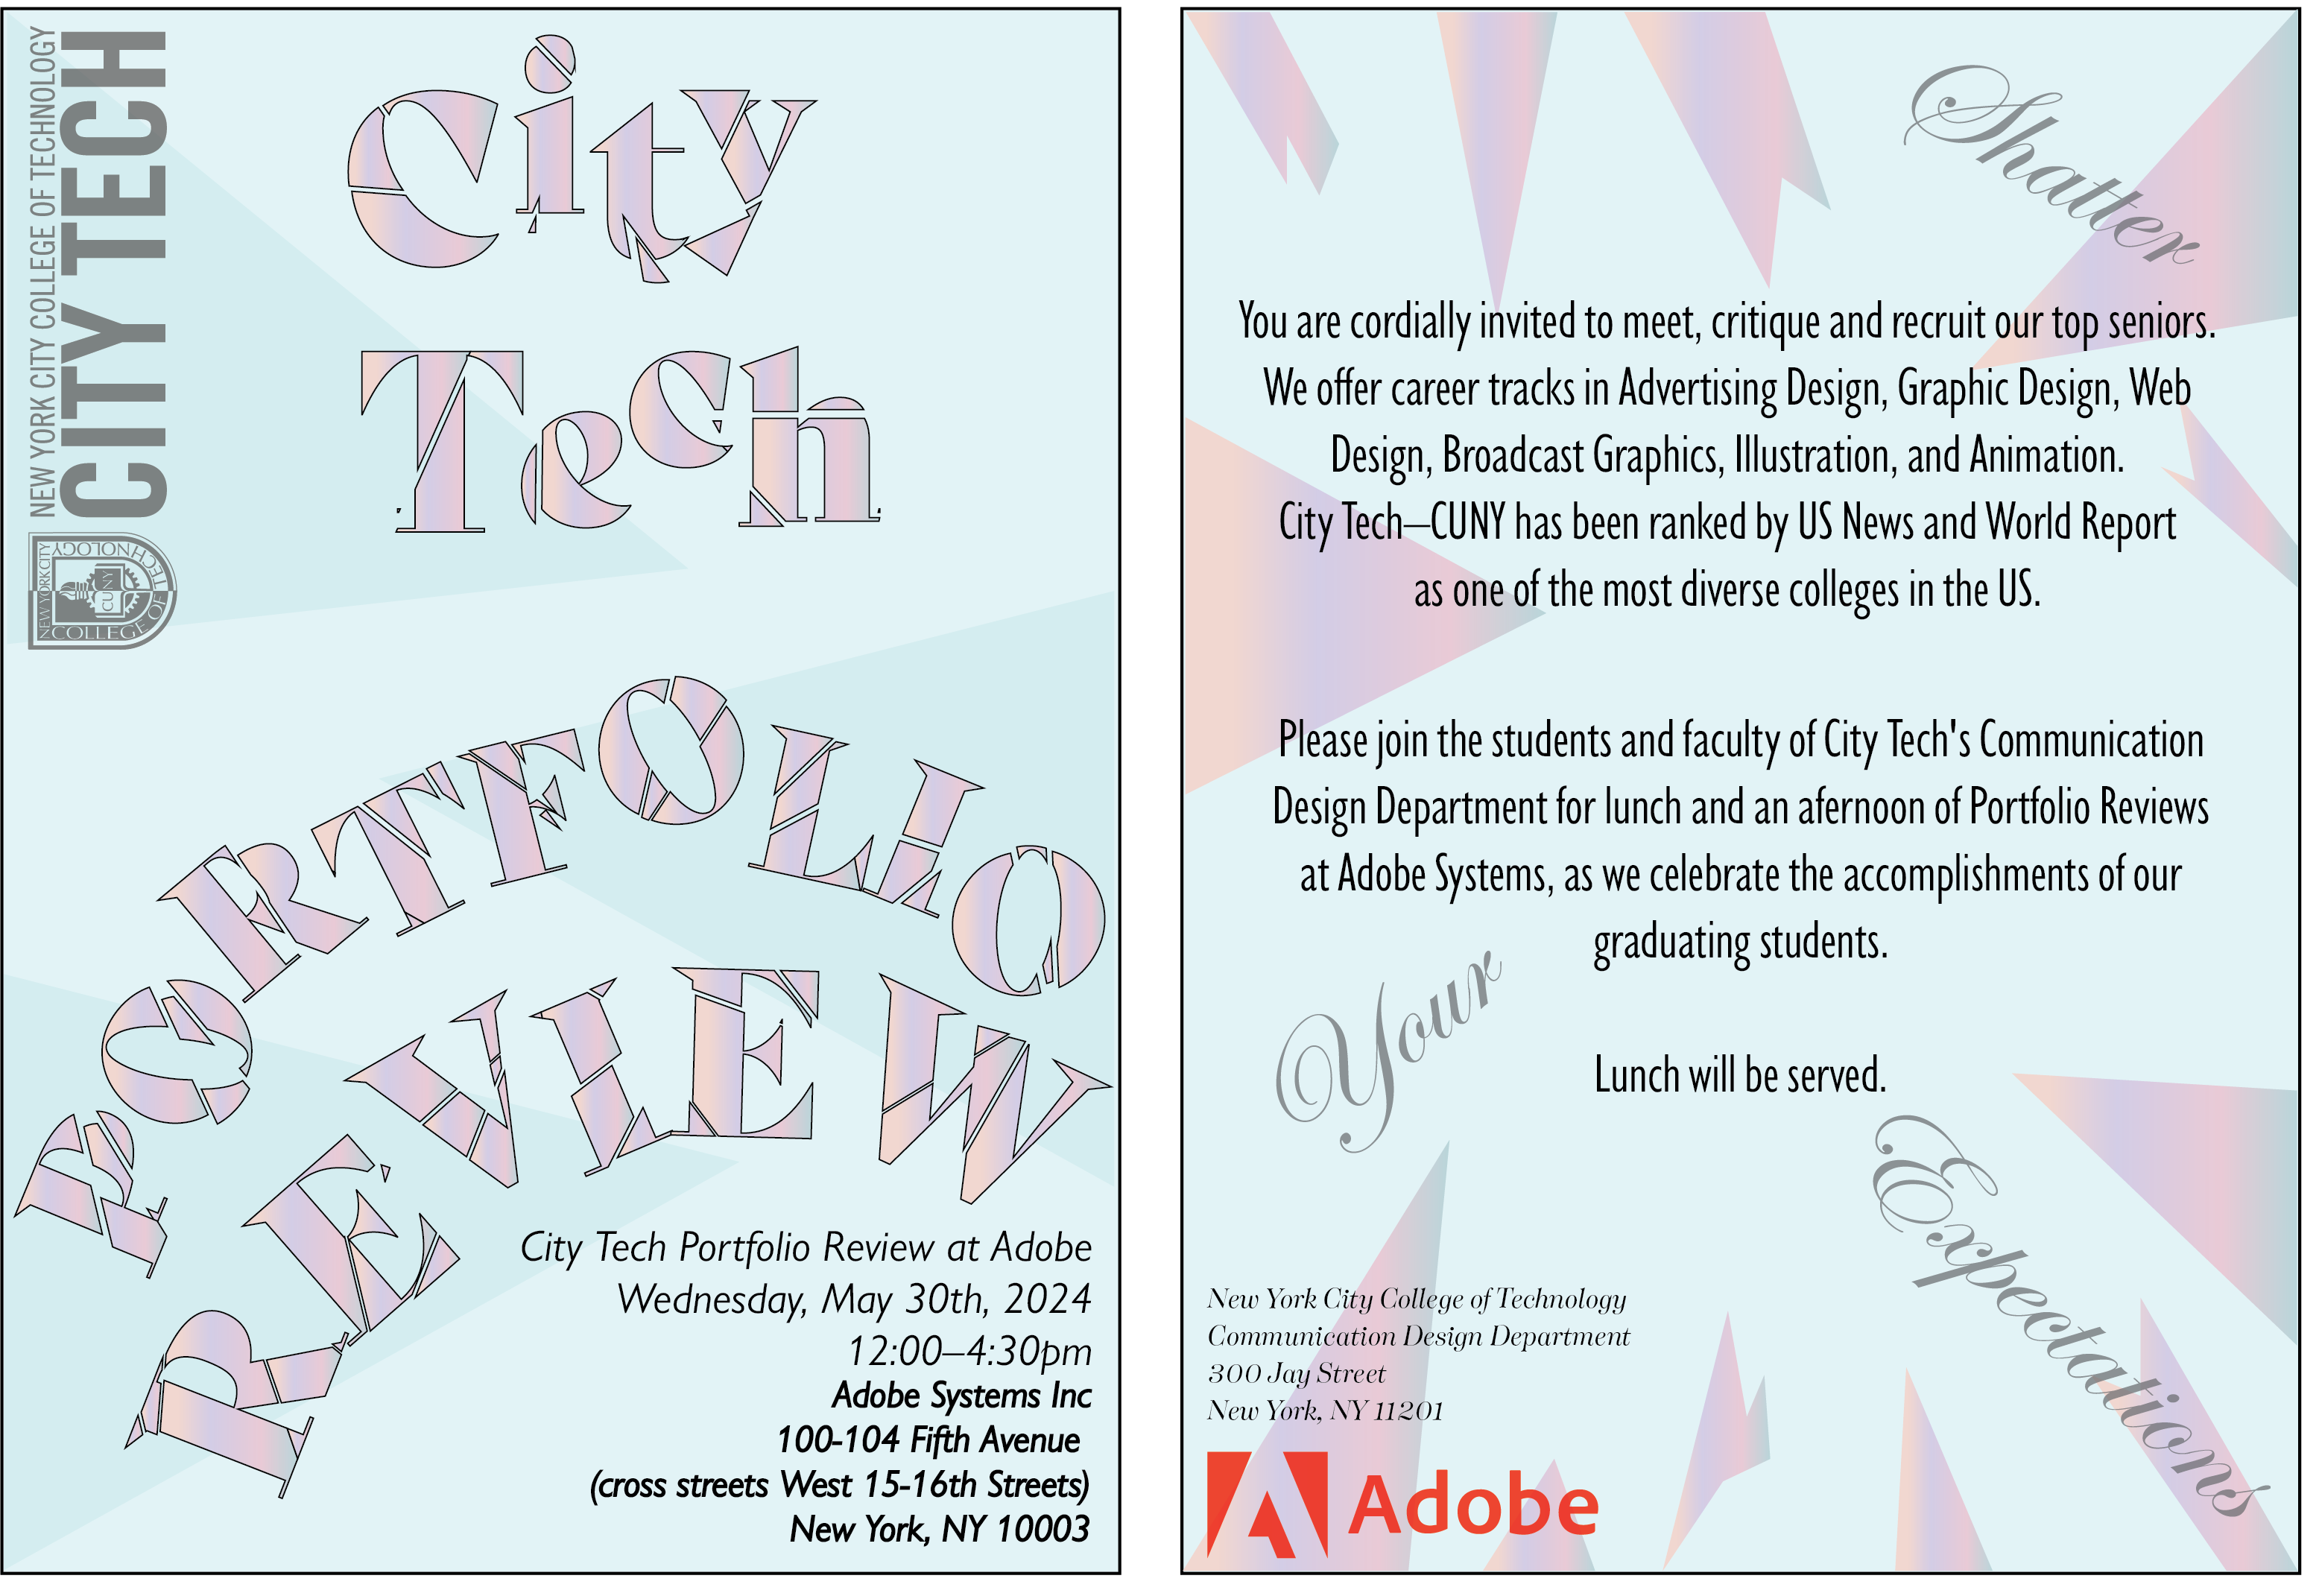 NEW YORK CITY COLLEGE OF TECHNOLOGY
CITY TECH
NEW YORK CITY
COLLEGE OF
TECHNOLOGY
CUNY
City
Tech
PORTFOLIO
REVIEW
City Tech Portfolio Review at Adobe
Wednesday, May 30th, 2024
12:00–4:30pm
Adobe Systems Inc
100-104 Fifth Avenue
(cross streets West 15-16th Streets)
New York, NY 10003
Shatter
You are cordially invited to meet, critique and recruit our top seniors.
We offer career tracks in Advertising Design, Graphic Design, Web
Design, Broadcast Graphics, Illustration, and Animation.
City Tech—CUNY has been ranked by US News and World Report
as one of the most diverse colleges in the US.
Please join the students and faculty of City Tech's Communication
Design Department for lunch and an afernoon of Portfolio Reviews
at Adobe Systems, as we celebrate the accomplishments of our
graduating students.
Your
Lunch will be served.
Expectations
New York City College of Technology
Communication Design Department
300 Jay Street
New York, NY 11201
Adobe